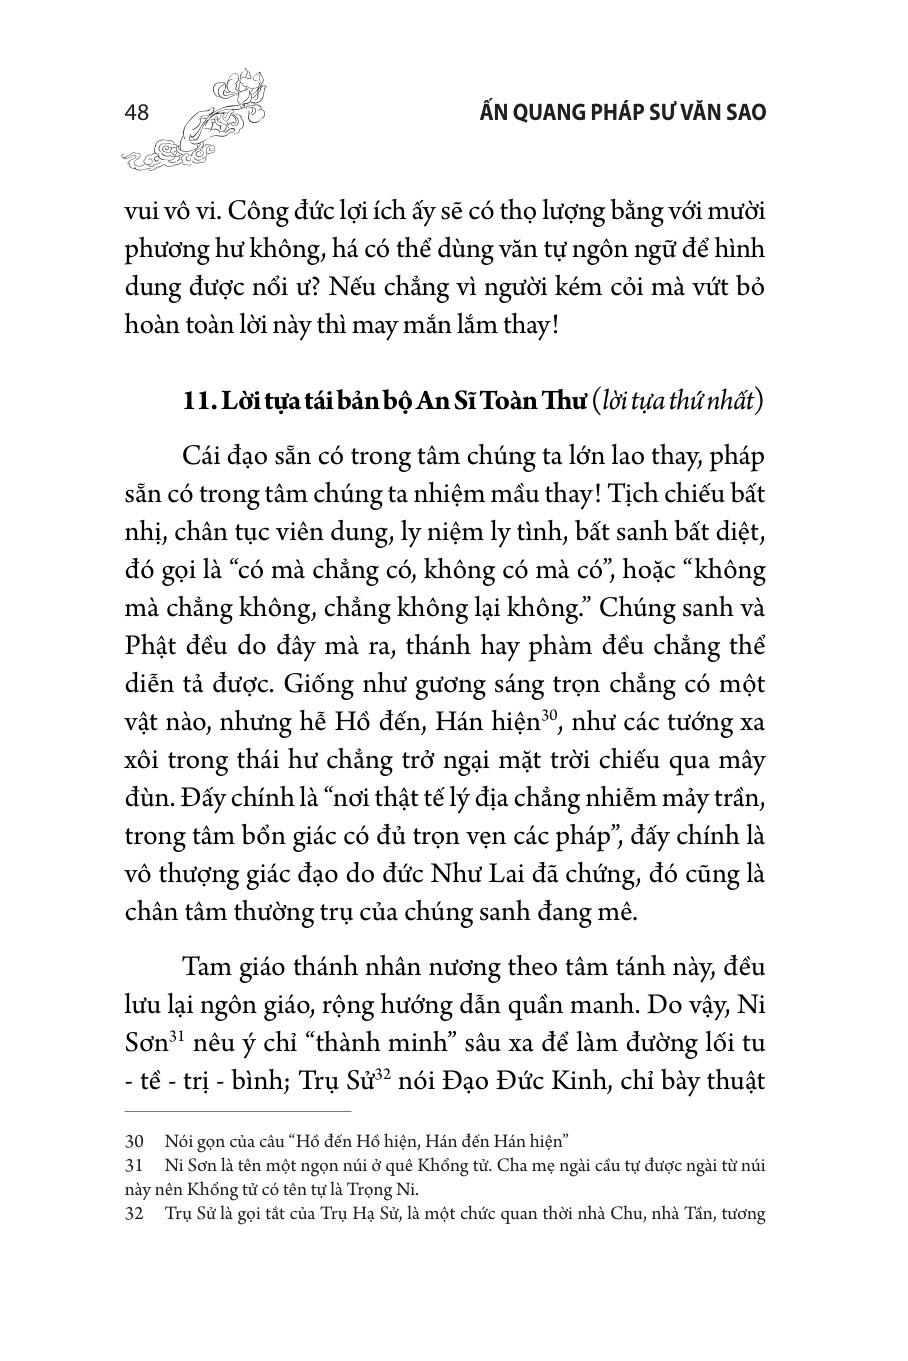 48
ẤN QUANG PHÁP SƯ VĂN SAO
vui vô vi. Công đức lợi ích ấy sẽ có thọ lượng bằng với mười
phương hư không, há có thể dùng văn tự ngôn ngữ để hình
dung được nổi ư? Nếu chẳng vì người kém cỏi mà vứt bỏ
hoàn toàn lời này thì may mắn lắm thay!
11. Lời tựa tái bản bộ An Sĩ Toàn Thư (lời tựa thứ nhất)
Cái đạo sẵn có trong tâm chúng ta lớn lao thay, pháp
sẵn có trong tâm chúng ta nhiệm mầu thay! Tịch chiếu bất
nhị, chân tục viên dung, ly niệm ly tình, bất sanh bất diệt,
đó gọi là “có mà chẳng có, không có mà có”, hoặc “không
mà chẳng không, chẳng không lại không.” Chúng sanh và
Phật đều do đây mà ra, thánh hay phàm đều chẳng thể
diễn tả được. Giống như gương sáng trọn chẳng có một
vật nào, nhưng hễ Hồ đến, Hán hiện30, như các tướng xa
xôi trong thái hư chẳng trở ngại mặt trời chiếu qua mây
đùn. Đấy chính là “nơi thật tế lý địa chẳng nhiễm mảy trần,
trong tâm bổn giác có đủ trọn vẹn các pháp”, đấy chính là
vô thượng giác đạo do đức Như Lai đã chứng, đó cũng là
chân tâm thường trụ của chúng sanh đang mê.
Tam giáo thánh nhân nương theo tâm tánh này, đều
lưu lại ngôn giáo, rộng hướng dẫn quần manh. Do vậy, Ni
Sơn31 nêu ý chỉ “thành minh” sâu xa để làm đường lối tu
- tề - trị - bình; Trụ Sử32 nói Đạo Đức Kinh, chỉ bày thuật
30 Nói gọn của câu “Hồ đến Hồ hiện, Hán đến Hán hiện”
31 Ni Sơn là tên một ngọn núi ở quê Khổng tử. Cha mẹ ngài cầu tự được ngài từ núi
này nên Khổng tử có tên tự là Trọng Ni.
32 Trụ Sử là gọi tắt của Trụ Hạ Sử, là một chức quan thời nhà Chu, nhà Tần, tương